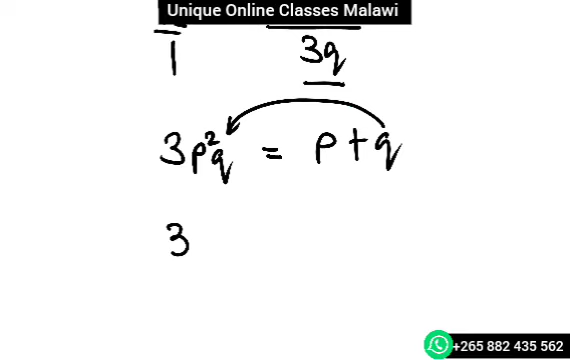 Unique Online Classes Malawi
1 3q
3p²q = p + q
3
+265 882 435 562